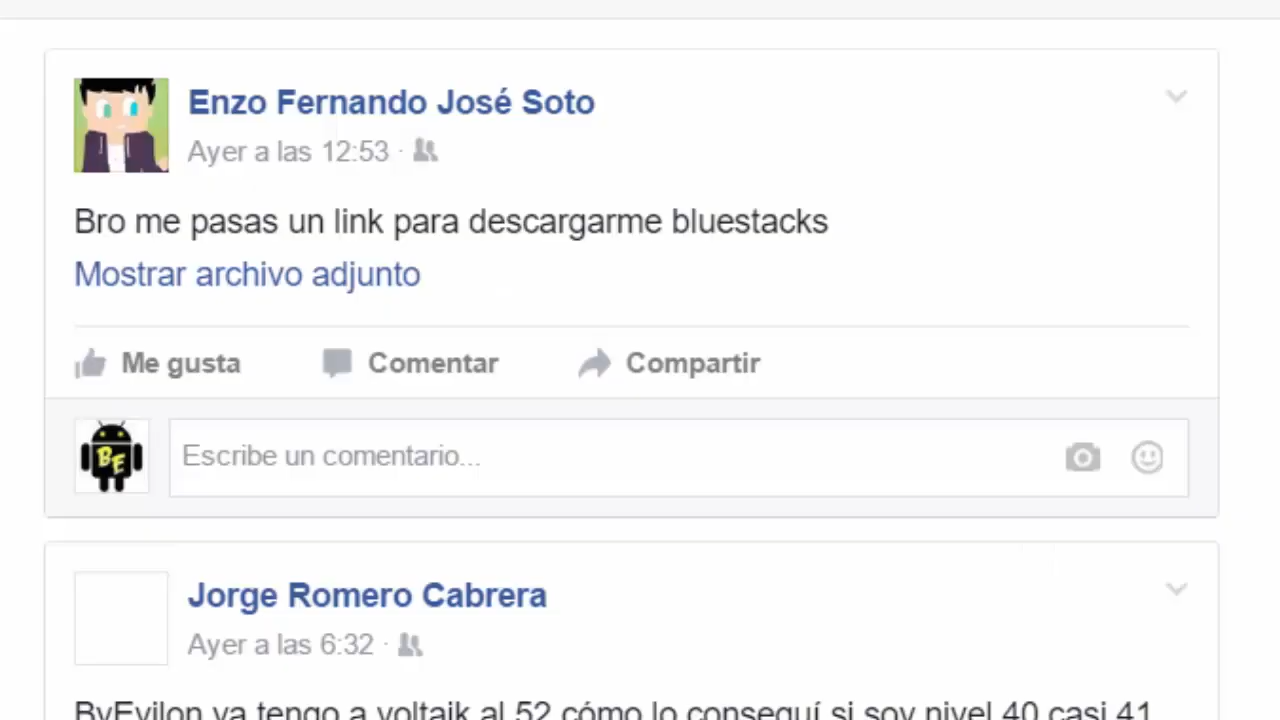 Enzo Fernando José Soto
Ayer a las 12:53 ·
Bro me pasas un link para descargarme bluestacks
Mostrar archivo adjunto
Me gusta Comentar Compartir
BE
Escribe un comentario...
Jorge Romero Cabrera
Ayer a las 6:32 ·
ByEvilon ya tengo a voltaik al 52 cómo lo conseguí si soy nivel 40 casi 41